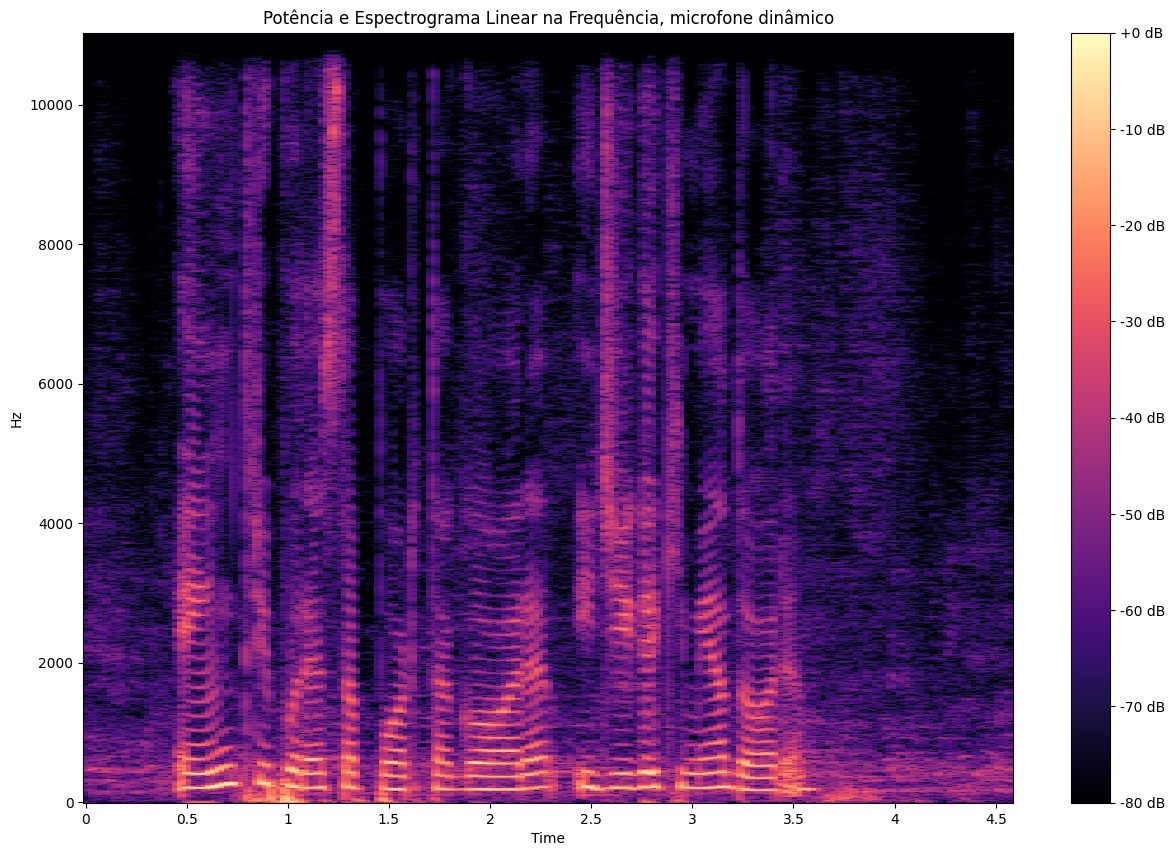 Potência e Espectrograma Linear na Frequência, microfone dinâmico
+0 dB
10000
-10 dB
8000
-20 dB
6000
-30 dB
Hz
-40 dB
4000
-50 dB
2000
-60 dB
-70 dB
0
-80 dB
0 0.5 1 1.5 2 2.5 3 3.5 4 4.5
Time